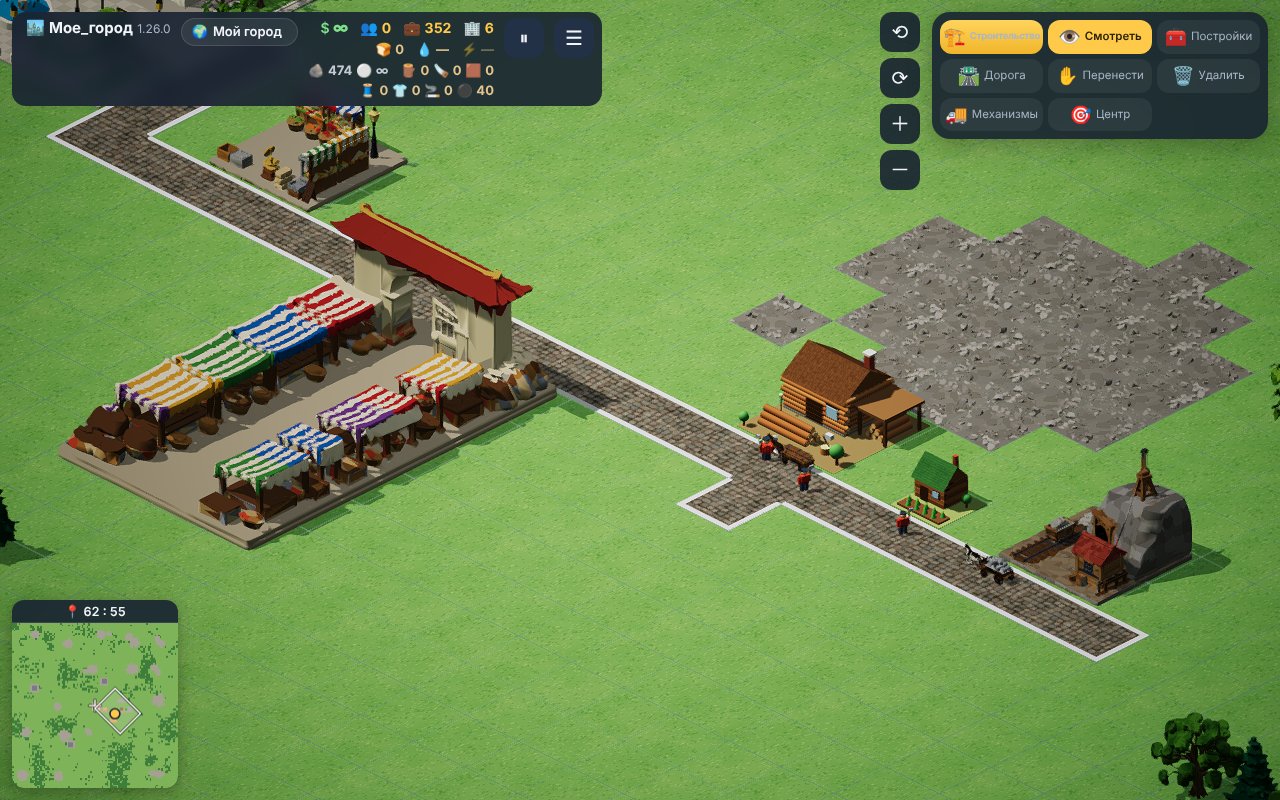 Мое_город 1.26.0
Мой город
$ ∞ 0 352 6
0 — —
474 ∞ 0 0 0
0 0 0 40
Строительство
Смотреть
Постройки
Дорога
Перенести
Удалить
Механизмы
Центр
62 : 55